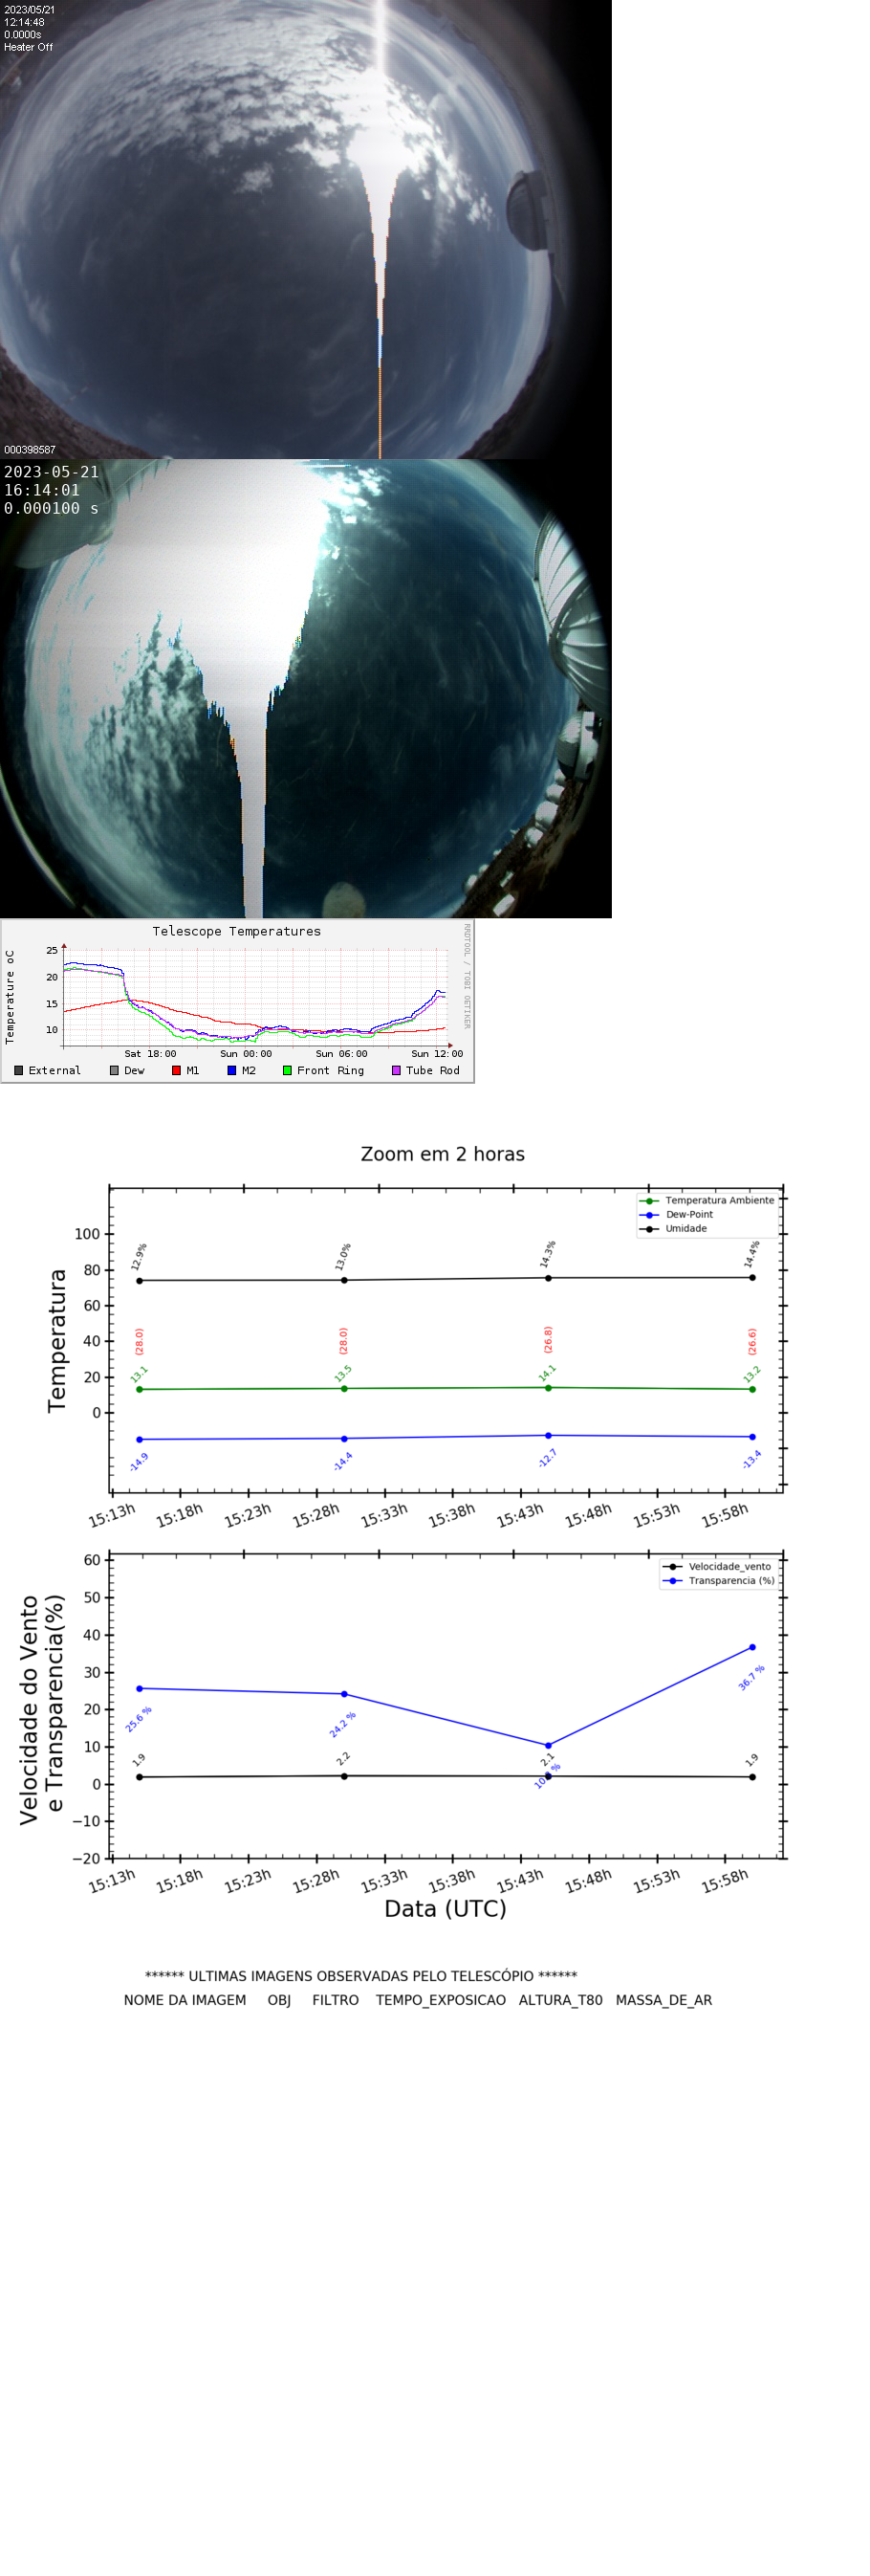 2023/05/21
12:14:48
0.0000s
Heater Off
000398587
2023-05-21
16:14:01
0.000100 s
Telescope Temperatures
RRDTOOL / TOBI OETIKER
Temperature oC
25
20
15
10
Sat 18:00 Sun 00:00 Sun 06:00 Sun 12:00
External Dew M1 M2 Front Ring Tube Rod
Zoom em 2 horas
Temperatura Ambiente
Dew-Point
Umidade
Temperatura
100
80
60
40
20
0
12.9% 13.0% 14.3% 14.4%
(28.0) (28.0) (26.8) (26.6)
13.1 13.5 14.1 13.2
-14.9 -14.4 -12.7 -13.4
15:13h 15:18h 15:23h 15:28h 15:33h 15:38h 15:43h 15:48h 15:53h 15:58h
Velocidade_vento
Transparencia (%)
Velocidade do Vento
e Transparencia(%)
60
50
40
30
20
10
0
−10
−20
25.6 % 24.2 % 36.7 %
1.9 2.2 2.1 1.9
15:13h 15:18h 15:23h 15:28h 15:33h 15:38h 15:43h 15:48h 15:53h 15:58h
Data (UTC)
****** ULTIMAS IMAGENS OBSERVADAS PELO TELESCÓPIO ******
NOME DA IMAGEM OBJ FILTRO TEMPO_EXPOSICAO ALTURA_T80 MASSA_DE_AR